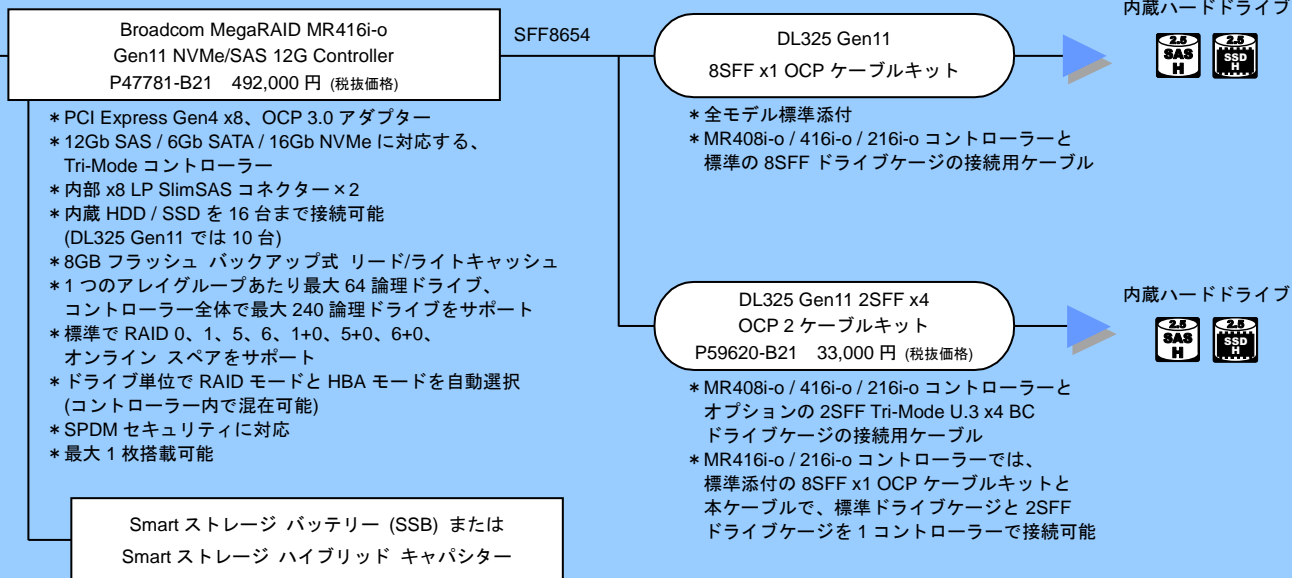 Broadcom MegaRAID MR416i-o
Gen11 NVMe/SAS 12G Controller
P47781-B21 492,000 円 (税抜価格)
＊PCI Express Gen4 x8、OCP 3.0 アダプター
＊12Gb SAS / 6Gb SATA / 16Gb NVMe に対応する、
Tri-Mode コントローラー
＊内部 x8 LP SlimSAS コネクター×2
＊内蔵 HDD / SSD を 16 台まで接続可能
(DL325 Gen11 では 10 台)
＊8GB フラッシュ バックアップ式 リード/ライトキャッシュ
＊1 つのアレイグループあたり最大 64 論理ドライブ、
コントローラー全体で最大 240 論理ドライブをサポート
＊標準で RAID 0、1、5、6、1+0、5+0、6+0、
オンライン スペアをサポート
＊ドライブ単位で RAID モードと HBA モードを自動選択
(コントローラー内で混在可能)
＊SPDM セキュリティに対応
＊最大 1 枚搭載可能
Smart ストレージ バッテリー (SSB) または
Smart ストレージ ハイブリッド キャパシター
SFF8654
DL325 Gen11
8SFF x1 OCP ケーブルキット
＊全モデル標準添付
＊MR408i-o / 416i-o / 216i-o コントローラーと
標準の 8SFF ドライブケージの接続用ケーブル
内蔵ハードドライブ
2.5 SAS H
2.5 SSD H
DL325 Gen11 2SFF x4
OCP 2 ケーブルキット
P59620-B21 33,000 円 (税抜価格)
＊MR408i-o / 416i-o / 216i-o コントローラーと
オプションの 2SFF Tri-Mode U.3 x4 BC
ドライブケージの接続用ケーブル
＊MR416i-o / 216i-o コントローラーでは、
標準添付の 8SFF x1 OCP ケーブルキットと
本ケーブルで、標準ドライブケージと 2SFF
ドライブケージを 1 コントローラーで接続可能
内蔵ハードドライブ
2.5 SAS H
2.5 SSD H